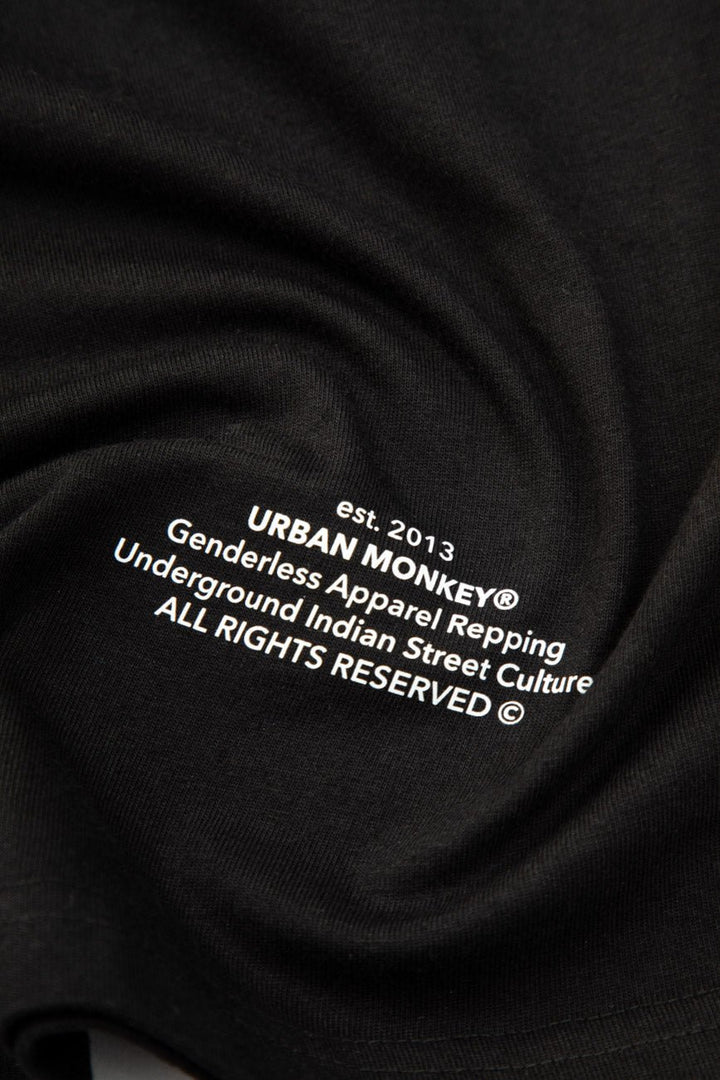 est. 2013
URBAN MONKEY®
Genderless Apparel Repping
Underground Indian Street Culture
ALL RIGHTS RESERVED ©